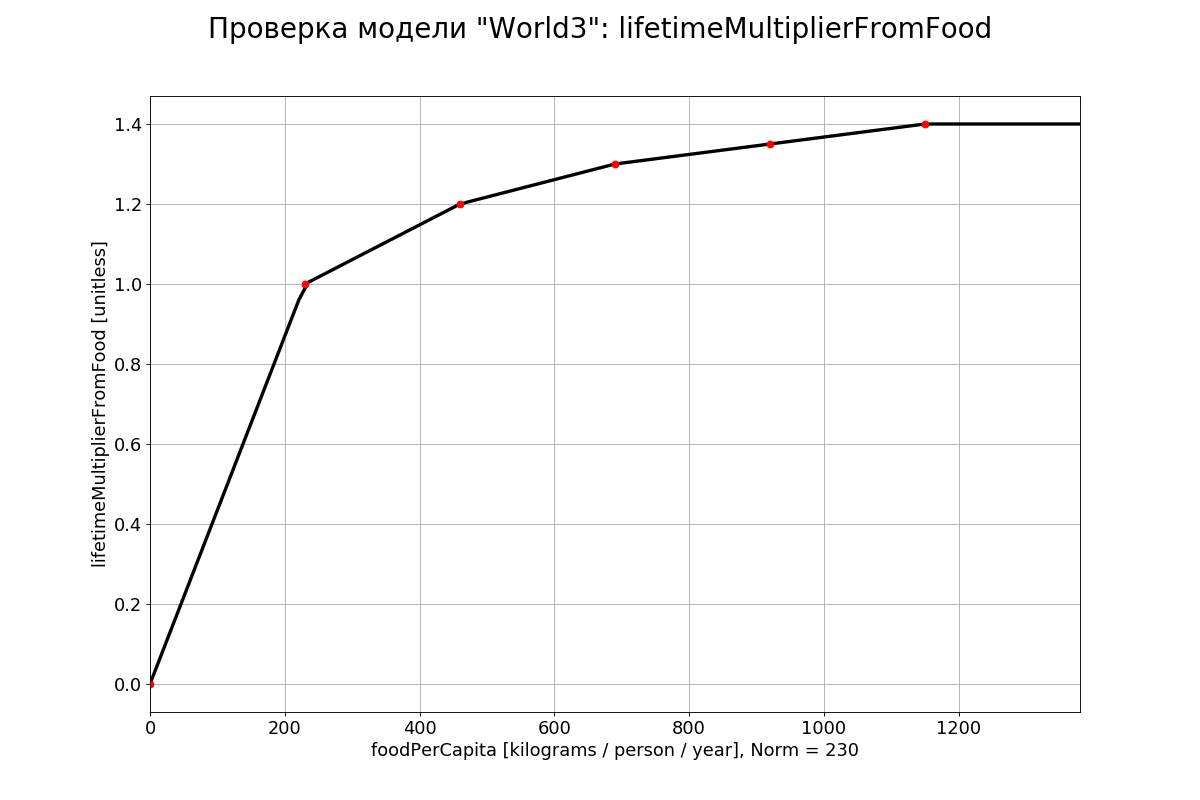 Проверка модели "World3": lifetimeMultiplierFromFood
1.4
1.2
1.0
0.8
0.6
0.4
0.2
0.0
lifetimeMultiplierFromFood [unitless]
0 200 400 600 800 1000 1200
foodPerCapita [kilograms / person / year], Norm = 230